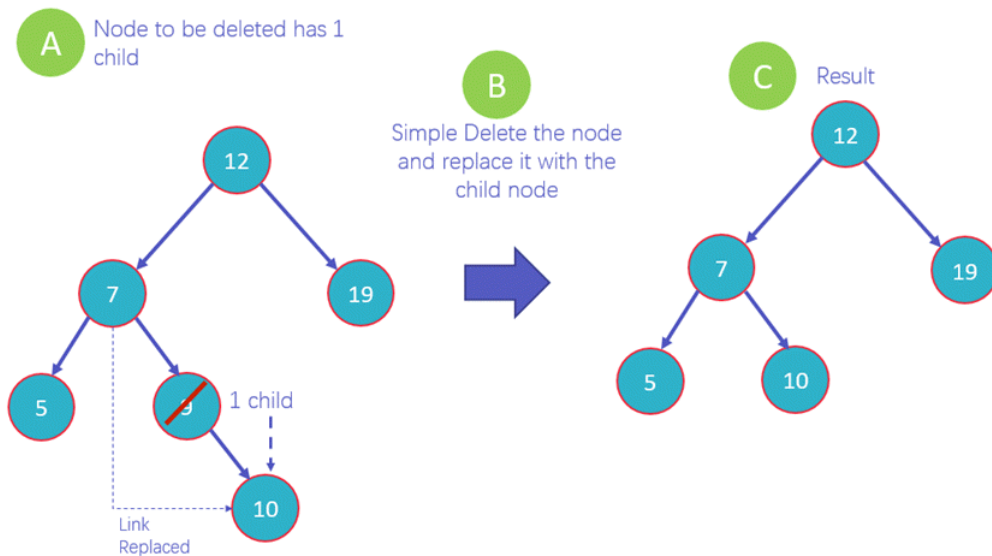 A
Node to be deleted has 1
child
12
7
19
5
9
1 child
10
Link
Replaced
B
Simple Delete the node
and replace it with the
child node
C
Result
12
7
19
5
10